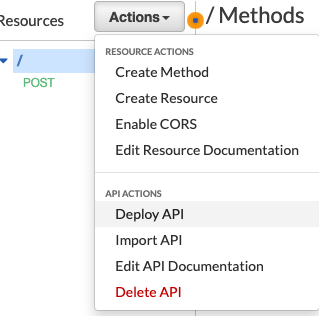 Resources
Actions
/ Methods
/
POST
RESOURCE ACTIONS
Create Method
Create Resource
Enable CORS
Edit Resource Documentation
API ACTIONS
Deploy API
Import API
Edit API Documentation
Delete API